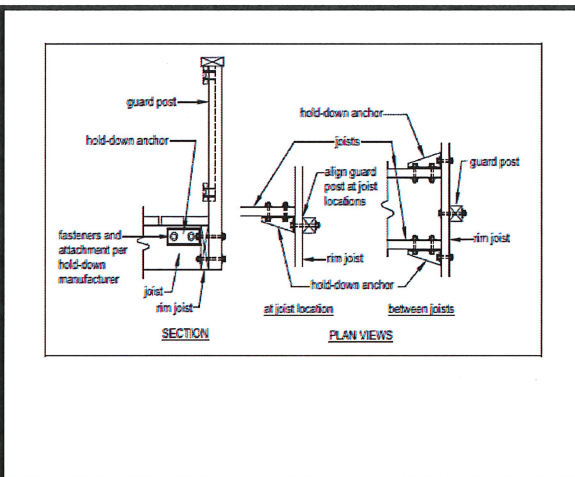 guard post
hold-down anchor
fasteners and
attachment per
hold-down
manufacturer
joist
rim joist
SECTION
joists
align guard
post at joist
locations
rim joist
hold-down anchor
at joist location
PLAN VIEWS
hold-down anchor
guard post
rim joist
between joists